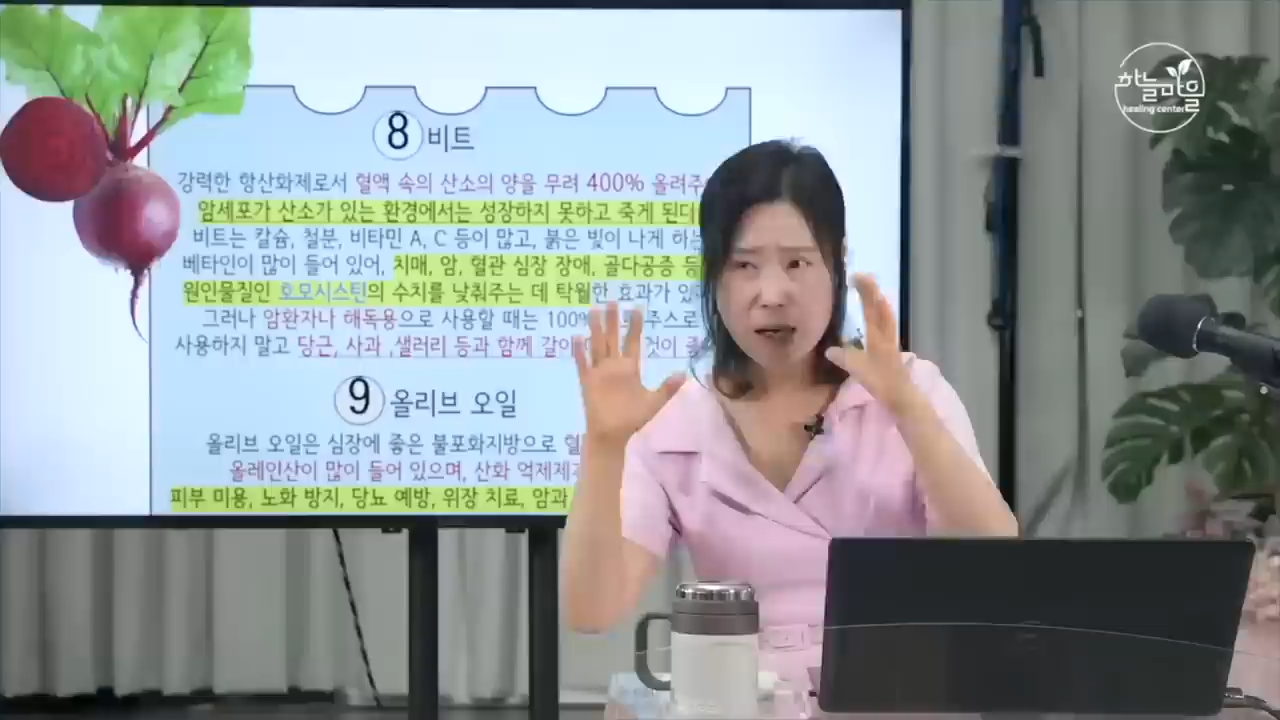 하늘마을
healing center
8 비트
강력한 항산화제로서 혈액 속의 산소의 양을 무려 400% 올려주
암세포가 산소가 있는 환경에서는 성장하지 못하고 죽게 된다
비트는 칼슘, 철분, 비타민 A, C 등이 많고, 붉은 빛이 나게 하는
베타인이 많이 들어 있어, 치매, 암, 혈관 심장 장애, 골다공증 등
원인물질인 호모시스틴의 수치를 낮춰주는 데 탁월한 효과가 있
그러나 암환자나 해독용으로 사용할 때는 100% 주스로
사용하지 말고 당근, 사과 ,샐러리 등과 함께 갈아 것이 좋
9 올리브 오일
올리브 오일은 심장에 좋은 불포화지방으로 혈
올레인산이 많이 들어 있으며, 산화 억제제
피부 미용, 노화 방지, 당뇨 예방, 위장 치료, 암과